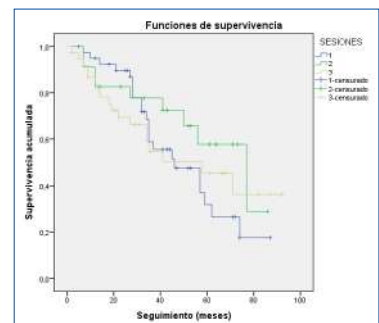 Funciones de supervivencia
SESIONES
1
2
3
1-censurado
2-censurado
3-censurado
Supervivencia acumulada
1,0
0,8
0,6
0,4
0,2
0,0
0
20
40
60
80
100
Seguimiento (meses)